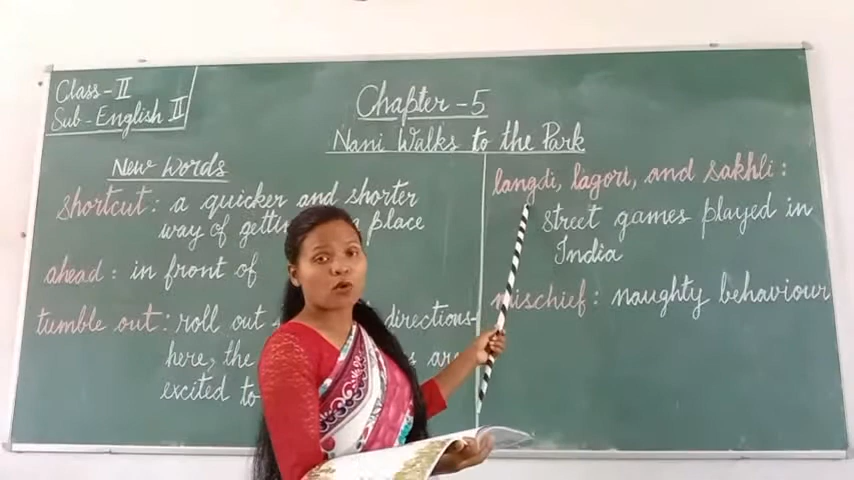 Class - II
Sub - English II
Chapter - 5
Nani Walks to the Park
New Words
shortcut : a quicker and shorter
way of getting a place
ahead : in front of
tumble out : roll out directions-
here, the are
excited to
langdi, lagori, and sakhli :
street games played in
India
mischief : naughty behaviour